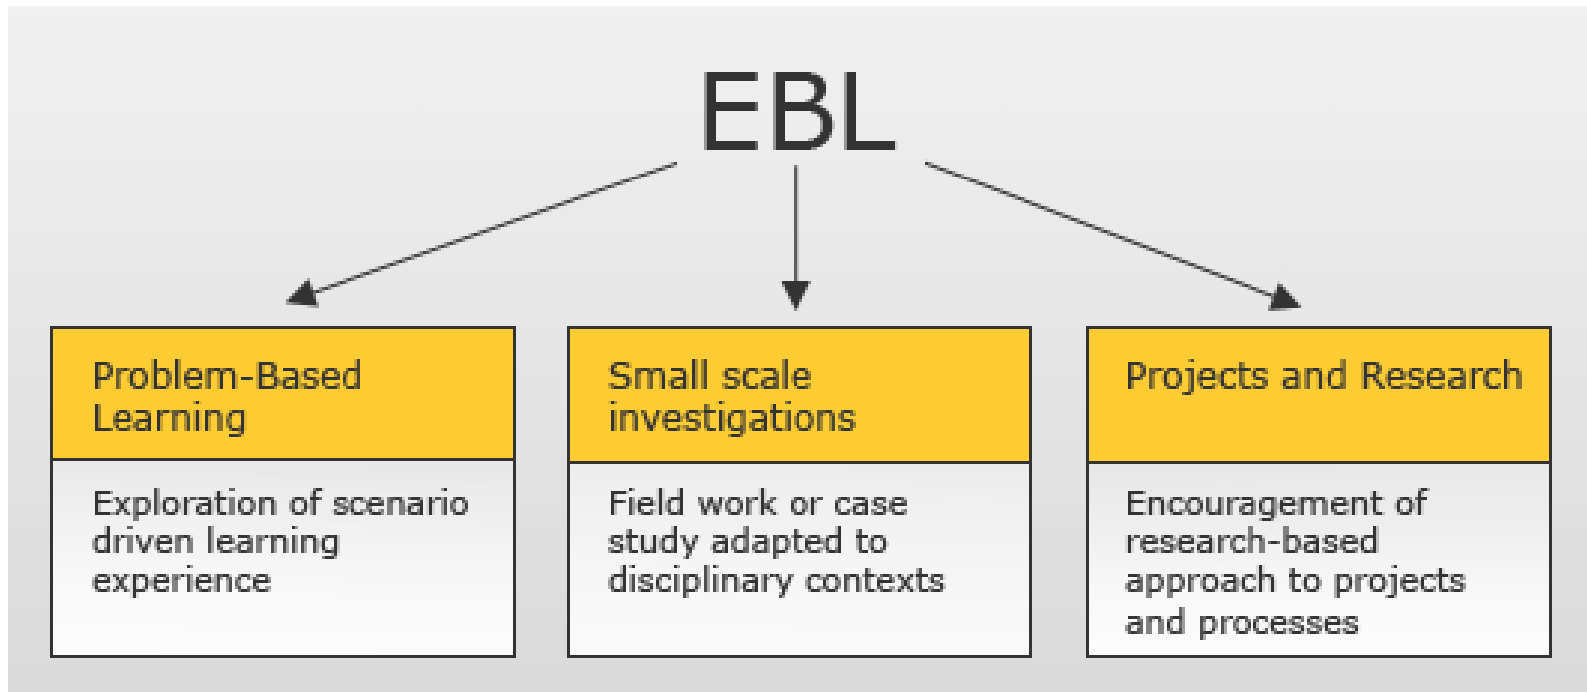 EBL
Problem-Based
Learning
Exploration of scenario
driven learning
experience
Small scale
investigations
Field work or case
study adapted to
disciplinary contexts
Projects and Research
Encouragement of
research-based
approach to projects
and processes